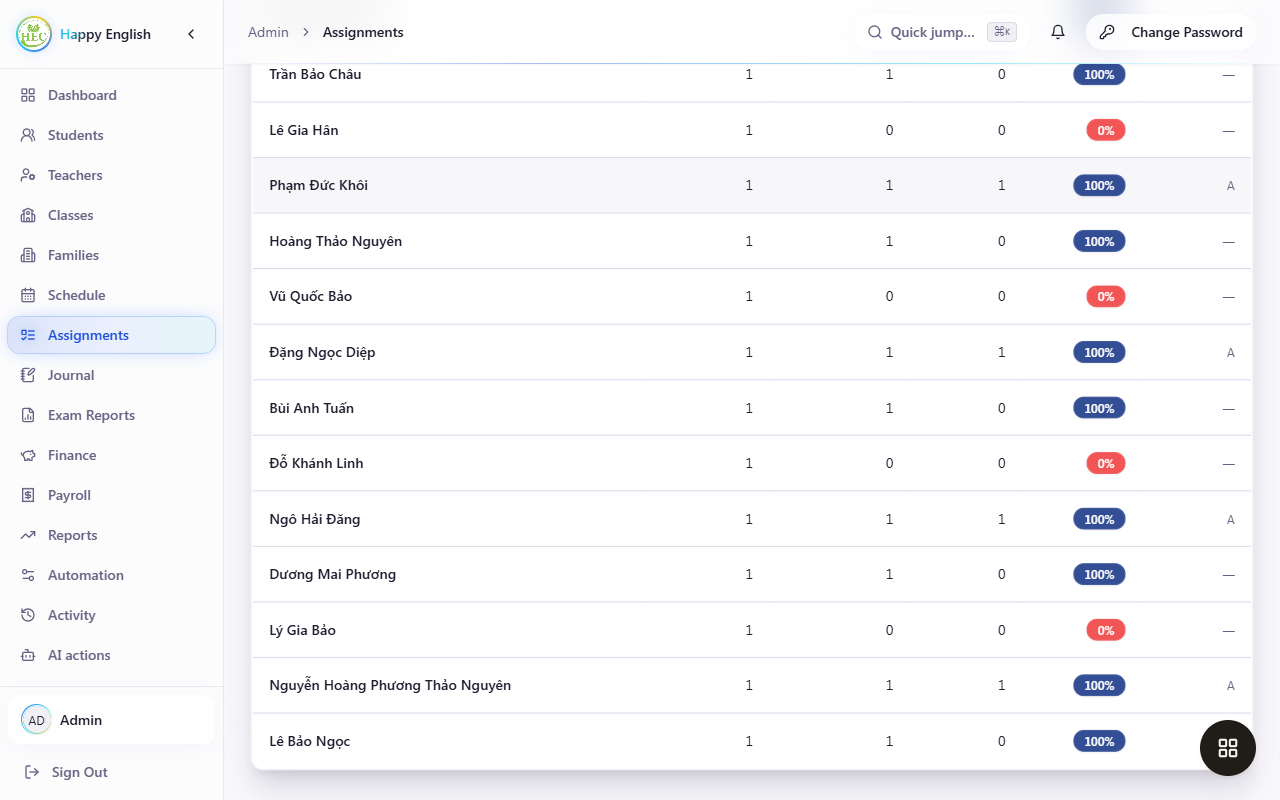 HEC
Happy English
Admin
Assignments
Quick jump...
⌘K
Change Password
Dashboard
Students
Teachers
Classes
Families
Schedule
Assignments
Journal
Exam Reports
Finance
Payroll
Reports
Automation
Activity
AI actions
AD Admin
Sign Out
Trần Bảo Châu 1 1 0 100% —
Lê Gia Hân 1 0 0 0% —
Phạm Đức Khôi 1 1 1 100% A
Hoàng Thảo Nguyên 1 1 0 100% —
Vũ Quốc Bảo 1 0 0 0% —
Đặng Ngọc Diệp 1 1 1 100% A
Bùi Anh Tuấn 1 1 0 100% —
Đỗ Khánh Linh 1 0 0 0% —
Ngô Hải Đăng 1 1 1 100% A
Dương Mai Phương 1 1 0 100% —
Lý Gia Bảo 1 0 0 0% —
Nguyễn Hoàng Phương Thảo Nguyên 1 1 1 100% A
Lê Bảo Ngọc 1 1 0 100%